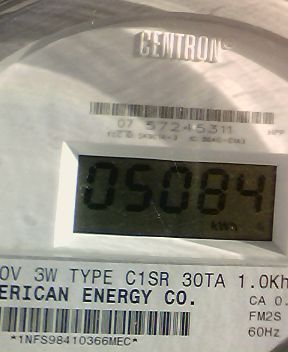 CENTRON®
07 57245311
05084
kWh
0V 3W TYPE C1SR 30TA 1.0Kh
ERICAN ENERGY CO.
CA 0.
FM2S
60Hz
*1NFS98410366MEC*